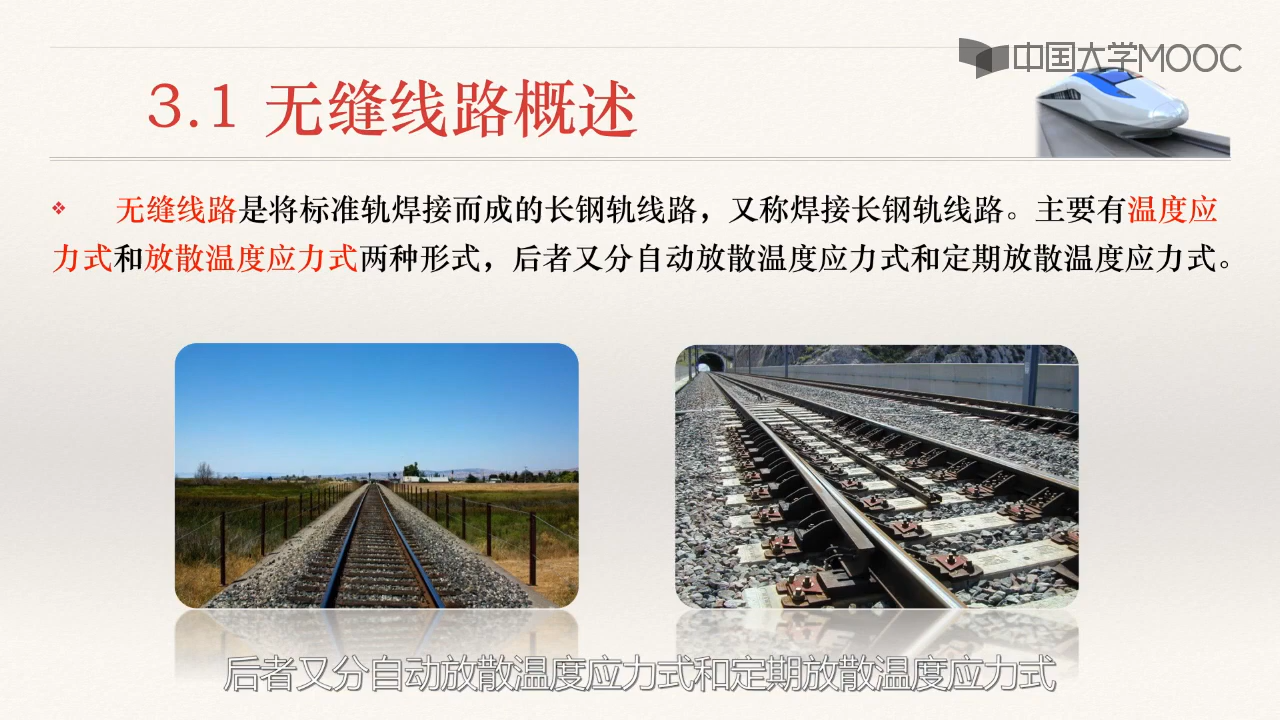 中国大学MOOC
3.1 无缝线路概述
无缝线路是将标准轨焊接而成的长钢轨线路，又称焊接长钢轨线路。主要有温度应
力式和放散温度应力式两种形式，后者又分自动放散温度应力式和定期放散温度应力式。
后者又分自动放散温度应力式和定期放散温度应力式